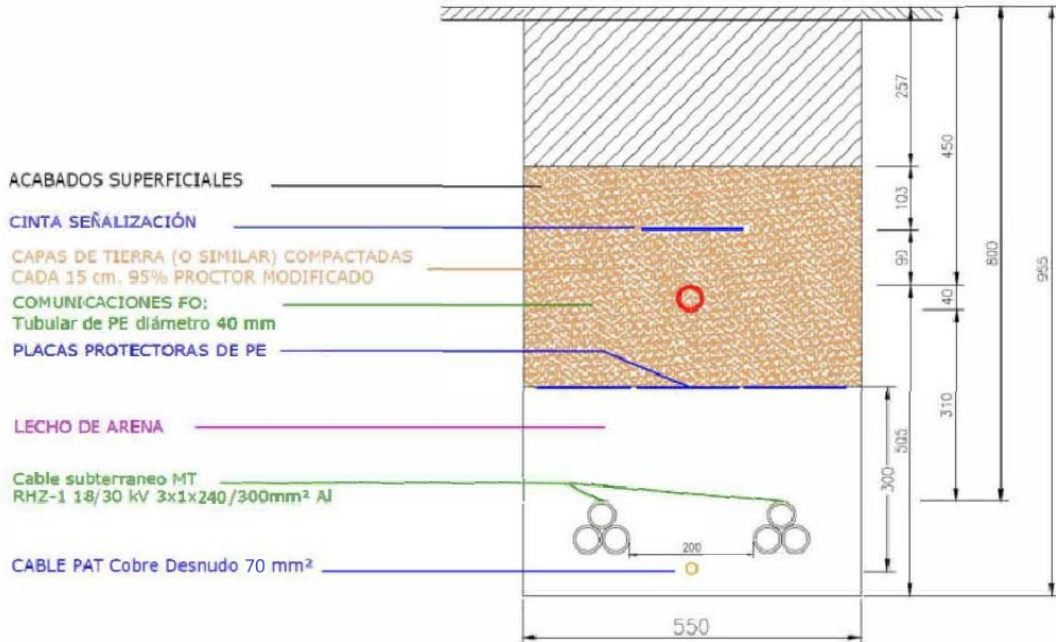 ACABADOS SUPERFICIALES
CINTA SEÑALIZACIÓN
CAPAS DE TIERRA (O SIMILAR) COMPACTADAS
CADA 15 cm. 95% PROCTOR MODIFICADO
COMUNICACIONES FO:
Tubular de PE diámetro 40 mm
PLACAS PROTECTORAS DE PE
LECHO DE ARENA
Cable subterraneo MT
RHZ-1 18/30 kV 3x1x240/300mm² Al
CABLE PAT Cobre Desnudo 70 mm²
257
103
90
505
300
450
40
310
800
955
200
550